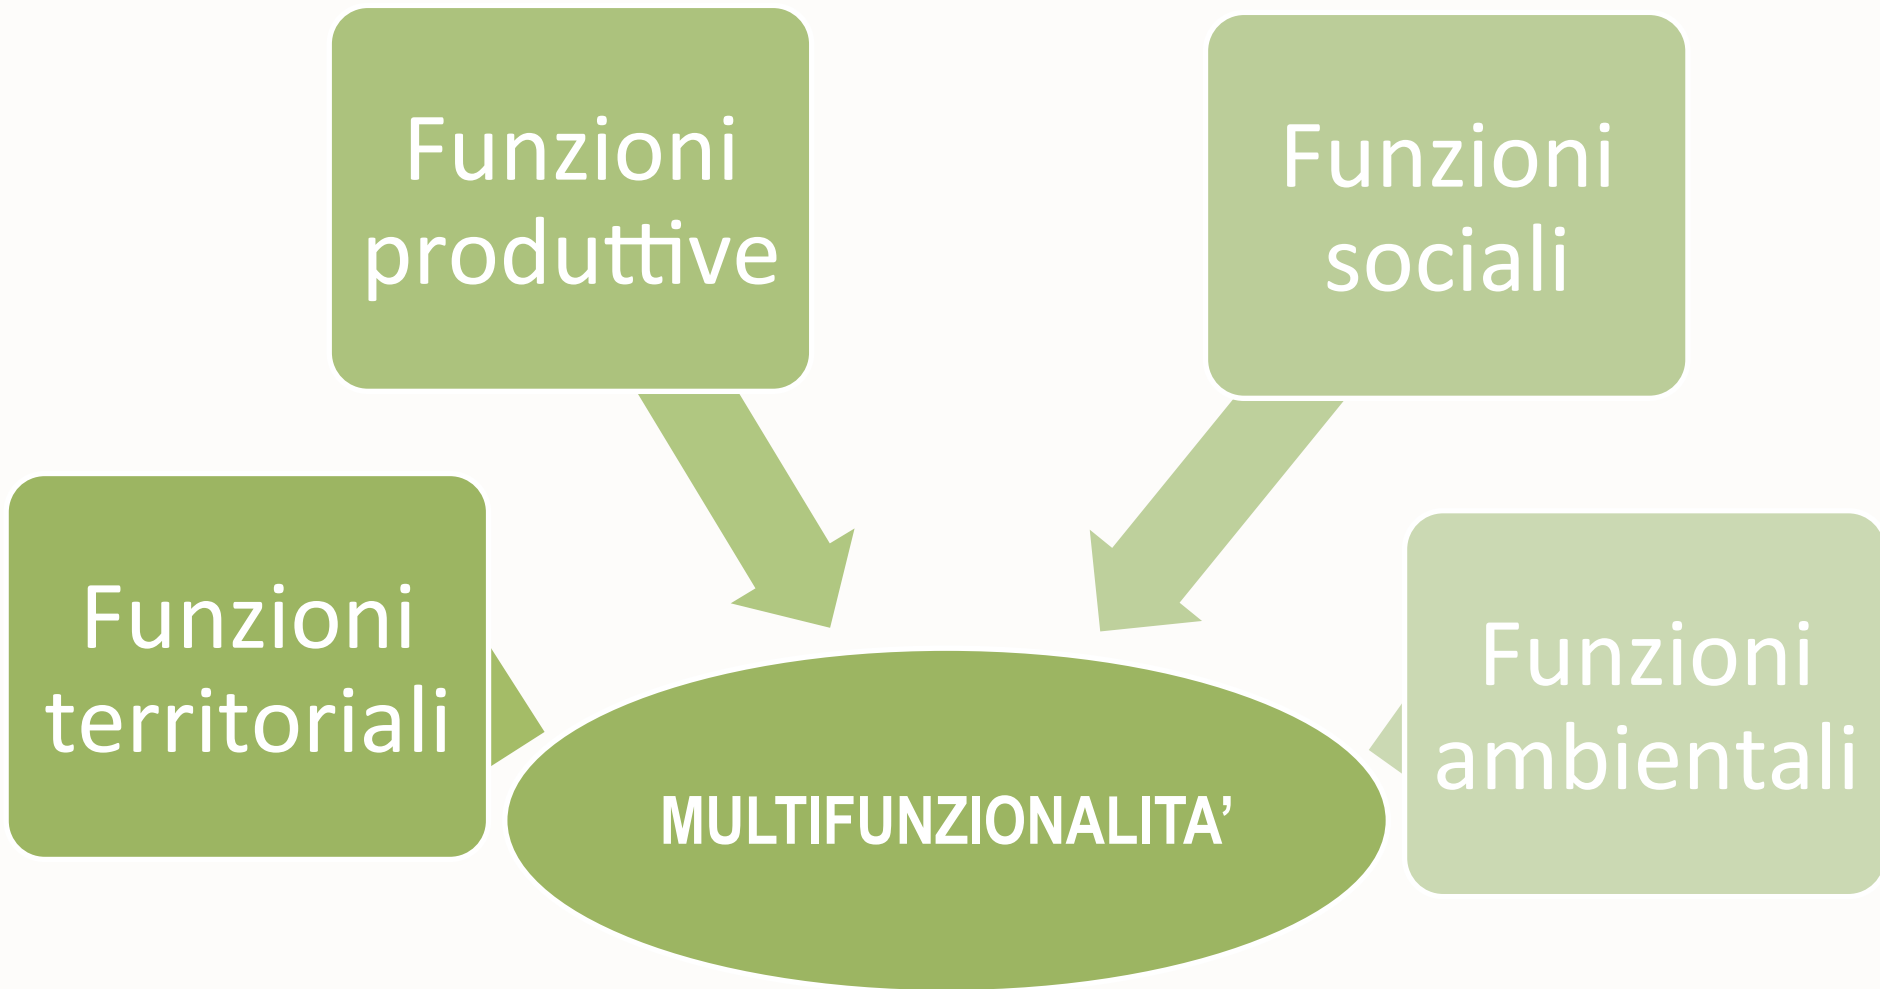 Funzioni
produttive
Funzioni
sociali
Funzioni
territoriali
Funzioni
ambientali
MULTIFUNZIONALITA’